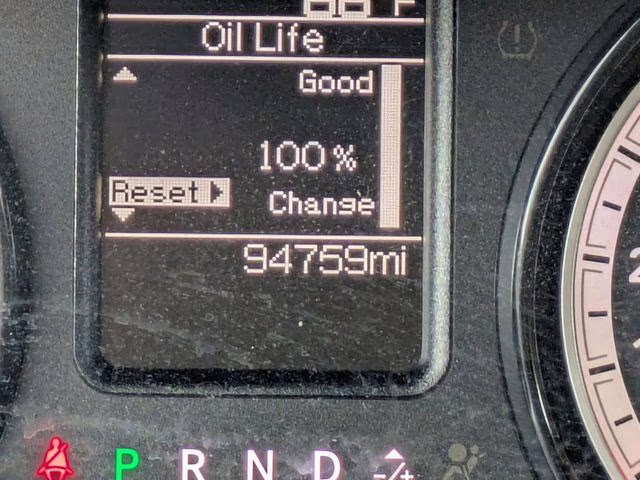 Oil Life
Good
100%
Reset
Change
94759mi
P R N D -/+